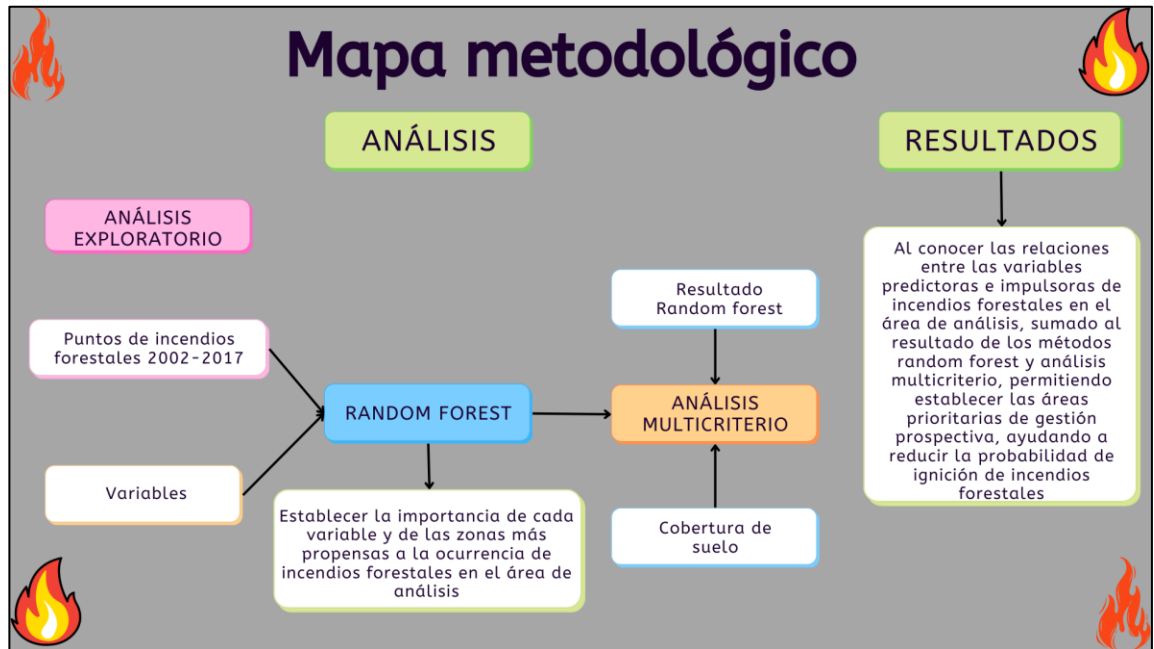 Mapa metodológico
ANÁLISIS
RESULTADOS
ANÁLISIS
EXPLORATORIO
Puntos de incendios
forestales 2002-2017
Variables
RANDOM FOREST
Establecer la importancia de cada
variable y de las zonas más
propensas a la ocurrencia de
incendios forestales en el área de
análisis
Resultado
Random forest
ANÁLISIS
MULTICRITERIO
Cobertura de
suelo
Al conocer las relaciones
entre las variables
predictoras e impulsoras de
incendios forestales en el
área de análisis, sumado al
resultado de los métodos
random forest y análisis
multicriterio, permitiendo
establecer las áreas
prioritarias de gestión
prospectiva, ayudando a
reducir la probabilidad de
ignición de incendios
forestales